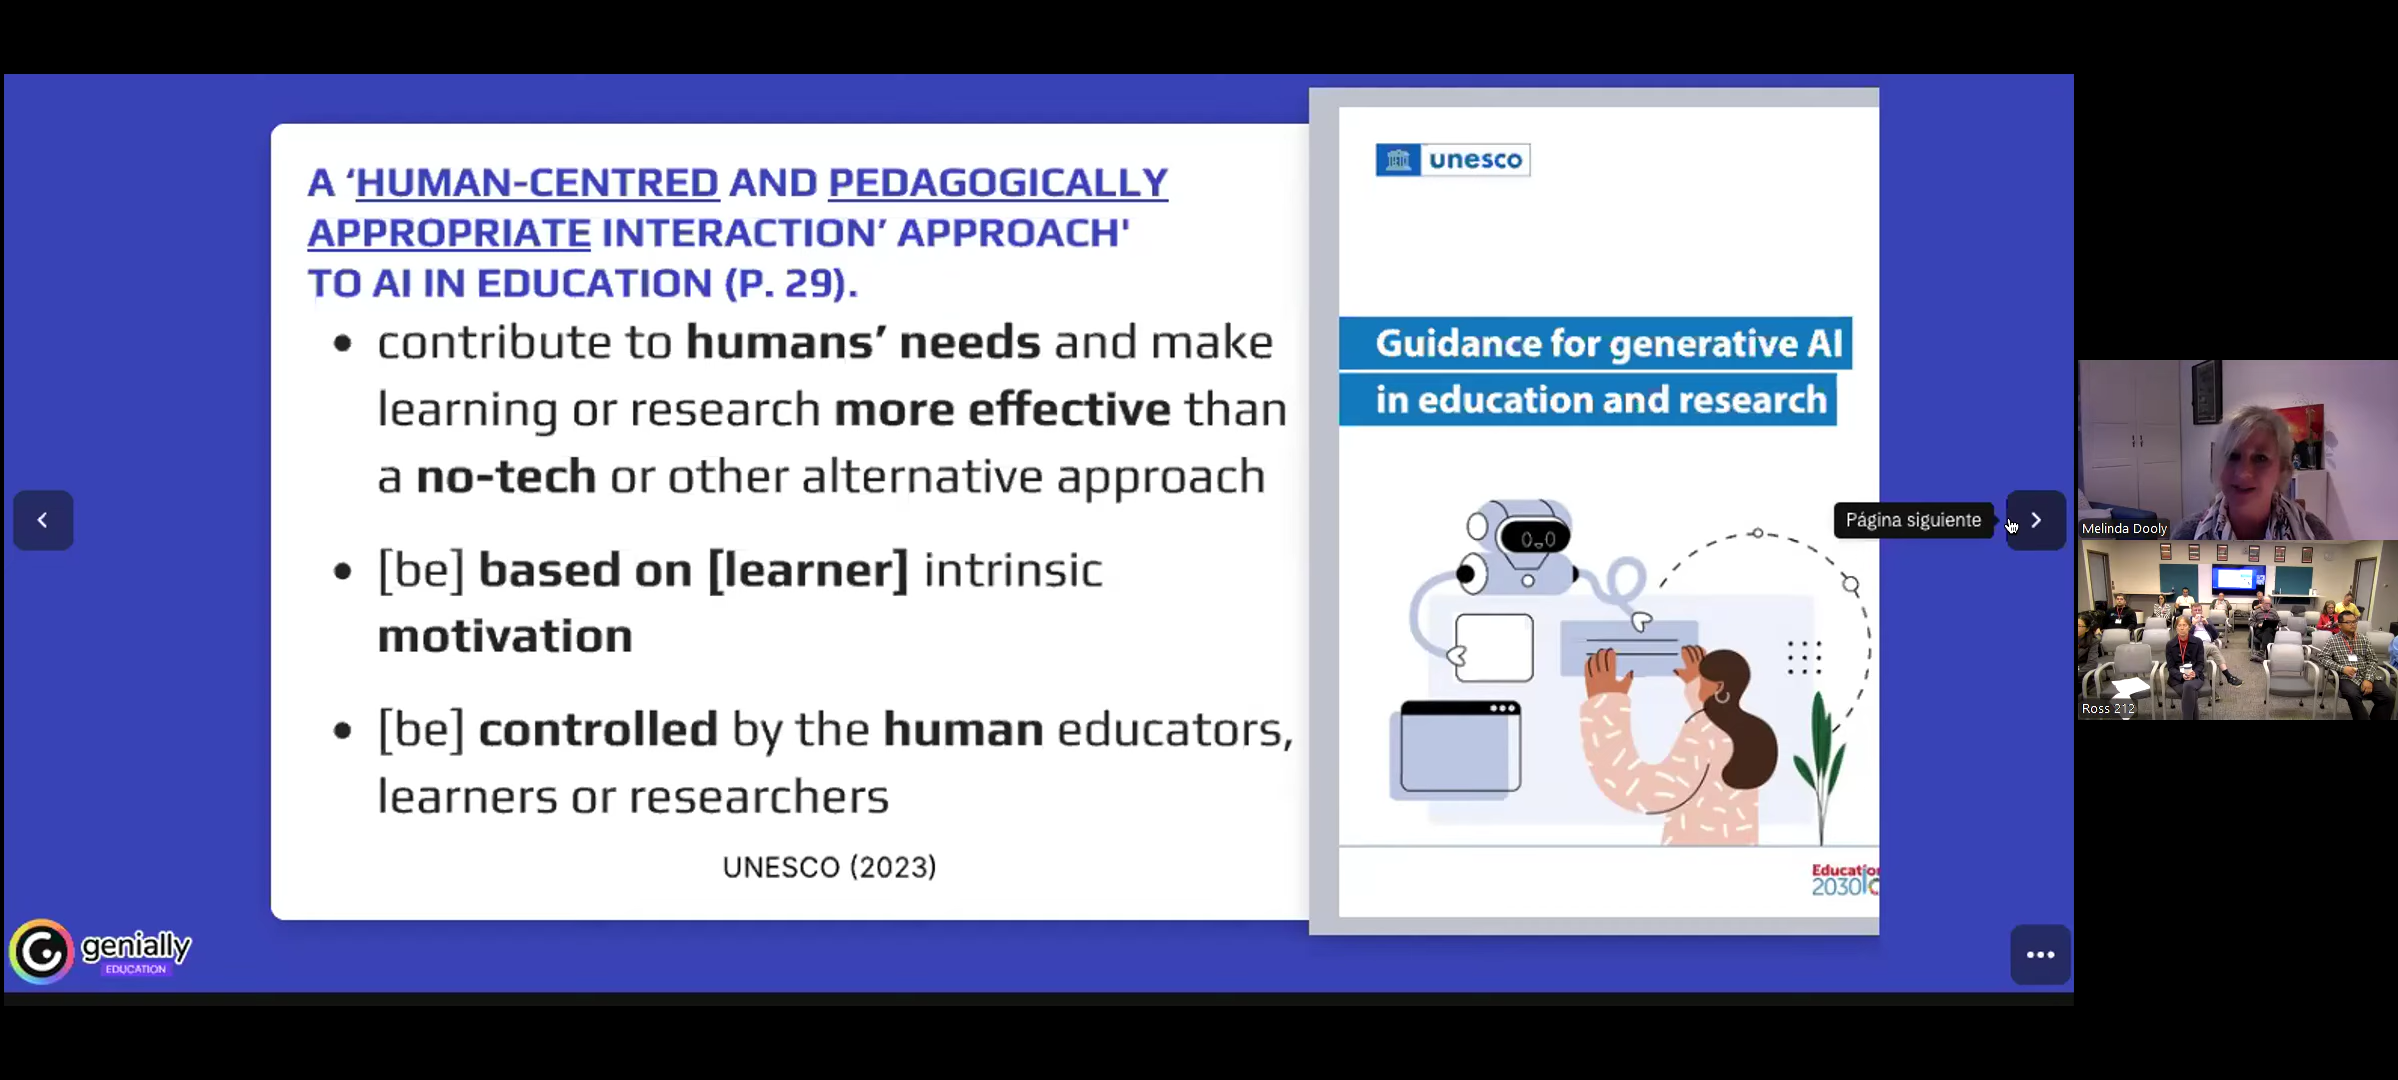 A ‘HUMAN-CENTRED AND PEDAGOGICALLY
APPROPRIATE INTERACTION’ APPROACH'
TO AI IN EDUCATION (P. 29).
• contribute to humans’ needs and make
learning or research more effective than
a no-tech or other alternative approach
• [be] based on [learner] intrinsic
motivation
• [be] controlled by the human educators,
learners or researchers
UNESCO (2023)
unesco
Guidance for generative AI
in education and research
Education
2030
Página siguiente
genially
EDUCATION
Melinda Dooly
Ross 212